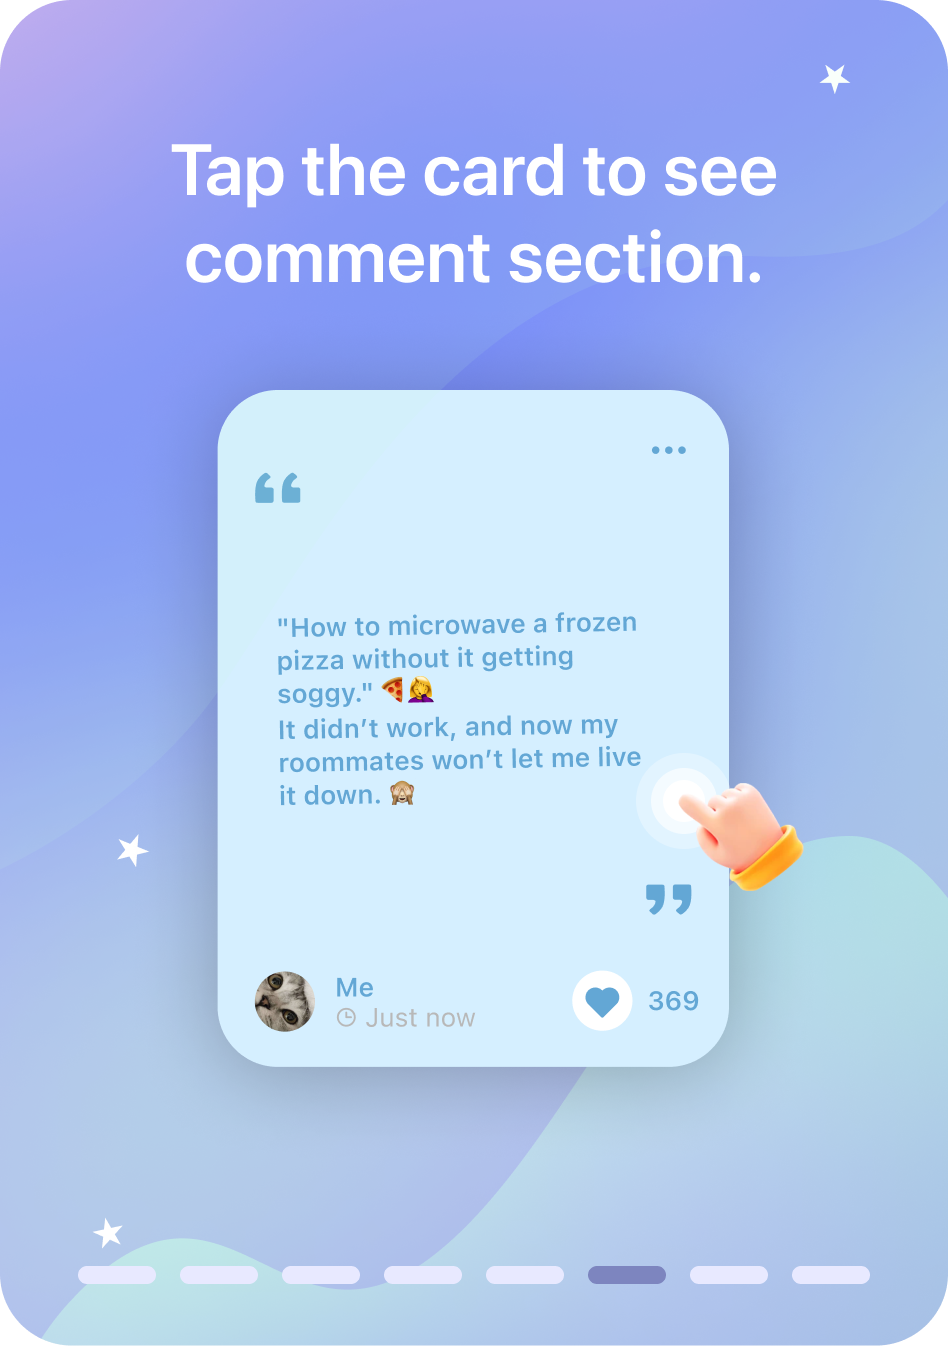 Tap the card to see
comment section.
“
"How to microwave a frozen
pizza without it getting
soggy." 🍕🤦‍♀️
It didn’t work, and now my
roommates won’t let me live
it down. 🙈
”
Me
Just now
369